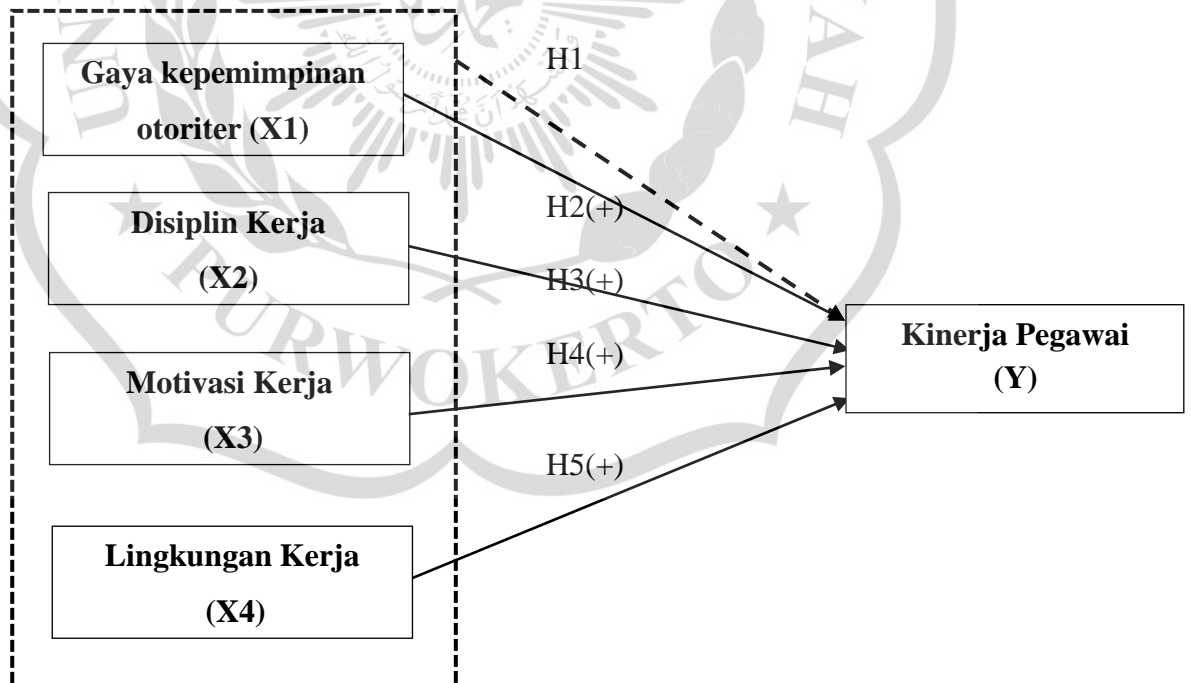 H1
Gaya kepemimpinan
otoriter (X1)
H2(+)
Disiplin Kerja
(X2)
H3(+)
Kinerja Pegawai
(Y)
H4(+)
Motivasi Kerja
(X3)
H5(+)
Lingkungan Kerja
(X4)
PURWOKERTO